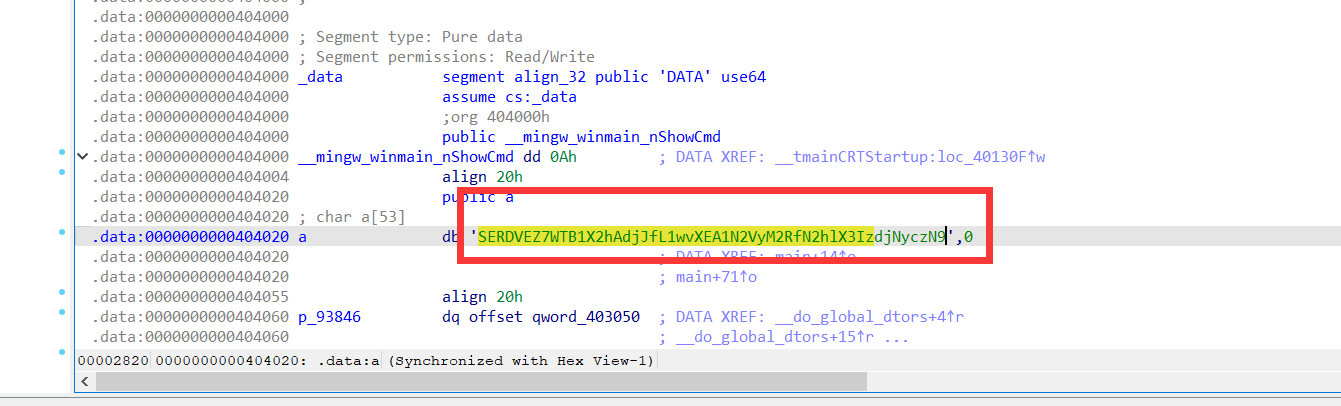 .data:0000000000404000 ;
.data:0000000000404000
.data:0000000000404000 ; Segment type: Pure data
.data:0000000000404000 ; Segment permissions: Read/Write
.data:0000000000404000 _data segment align_32 public 'DATA' use64
.data:0000000000404000 assume cs:_data
.data:0000000000404000 ;org 404000h
.data:0000000000404000 public __mingw_winmain_nShowCmd
.data:0000000000404000 __mingw_winmain_nShowCmd dd 0Ah ; DATA XREF: __tmainCRTStartup:loc_40130F↑w
.data:0000000000404004 align 20h
.data:0000000000404020 public a
.data:0000000000404020 ; char a[53]
.data:0000000000404020 a db 'SERDVEZ7WTB1X2hAdjJfL1wvXEA1N2VyM2RfN2hlX3IzdjNyczN9',0
.data:0000000000404020 ; DATA XREF: main+14↑o
.data:0000000000404020 ; main+71↑o
.data:0000000000404055 align 20h
.data:0000000000404060 p_93846 dq offset qword_403050 ; DATA XREF: __do_global_dtors+4↑r
.data:0000000000404060 ; __do_global_dtors+15↑r ...
00002820 0000000000404020: .data:a (Synchronized with Hex View-1)